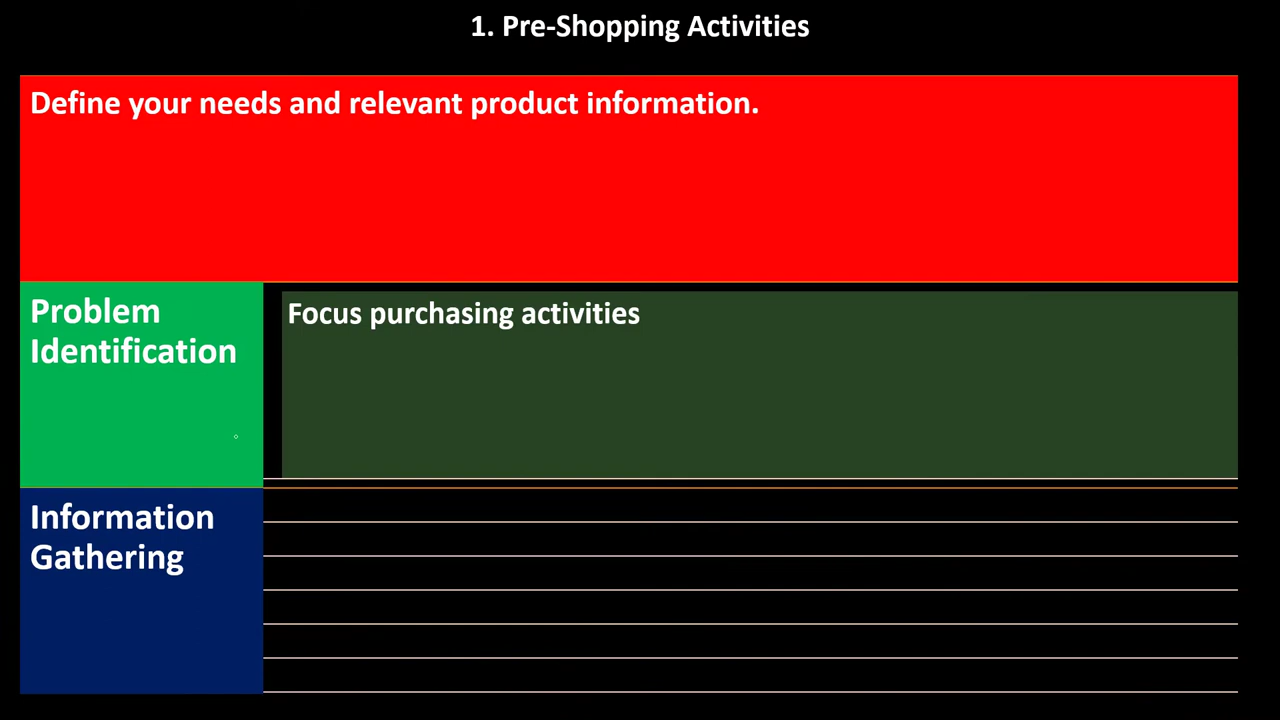 1. Pre-Shopping Activities
Define your needs and relevant product information.
Problem
Identification
Focus purchasing activities
Information
Gathering